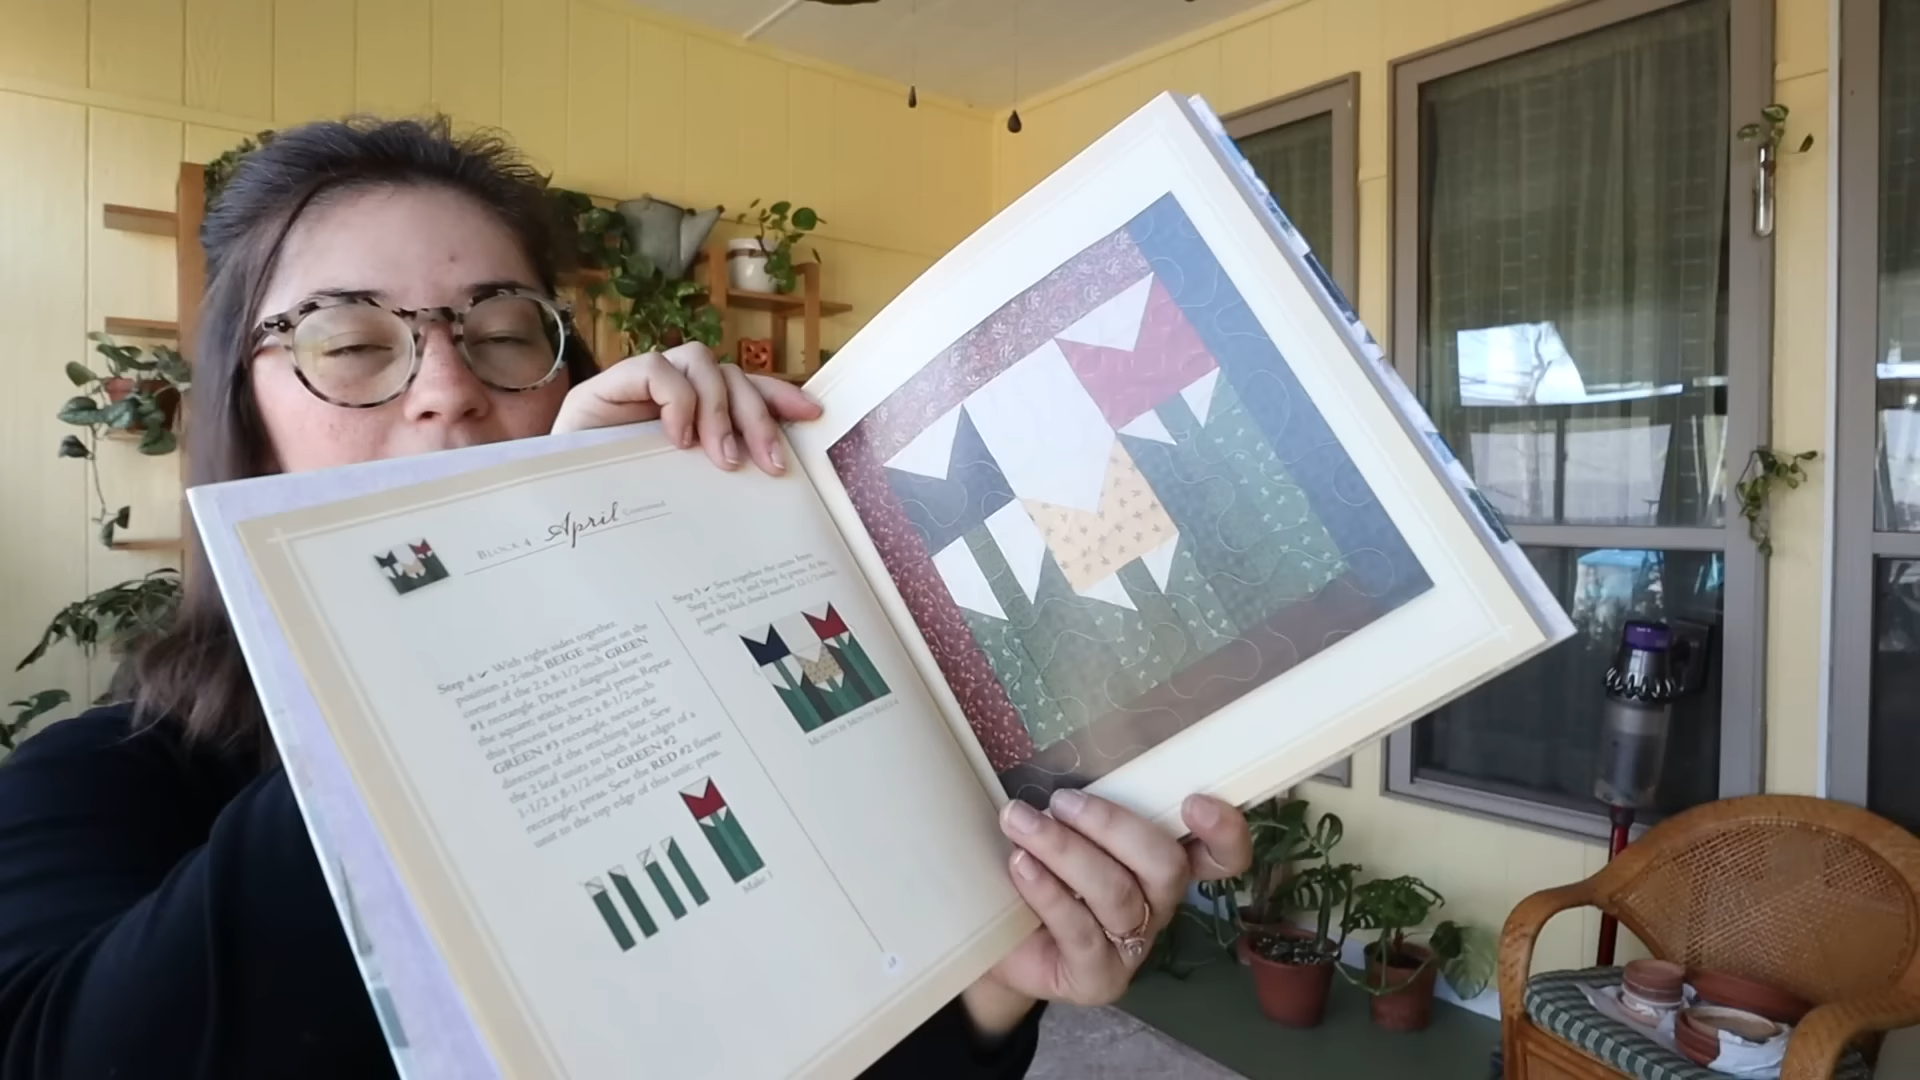 BLOCK 4 April Continued
Step 4 With right sides together,
position a 2-inch BEIGE square on the
corner of the 2 x 8-1/2-inch GREEN
#1 rectangle. Draw a diagonal line on
the square; stitch, trim, and press. Repeat
this process for the 2 x 8-1/2-inch
GREEN #3 rectangle, notice the
direction of the stitching line. Sew
the 2 leaf units to both side edges of a
1-1/2 x 8-1/2-inch GREEN #2
rectangle; press. Sew the RED #2 flower
unit to the top edge of this unit; press.
Make 1
Step 5 Sew together the units from
Step 2, Step 3, and Step 4; press. At this
point the block should measure 12-1/2-inches
square.
MONTH BY MONTH BLOCK 4